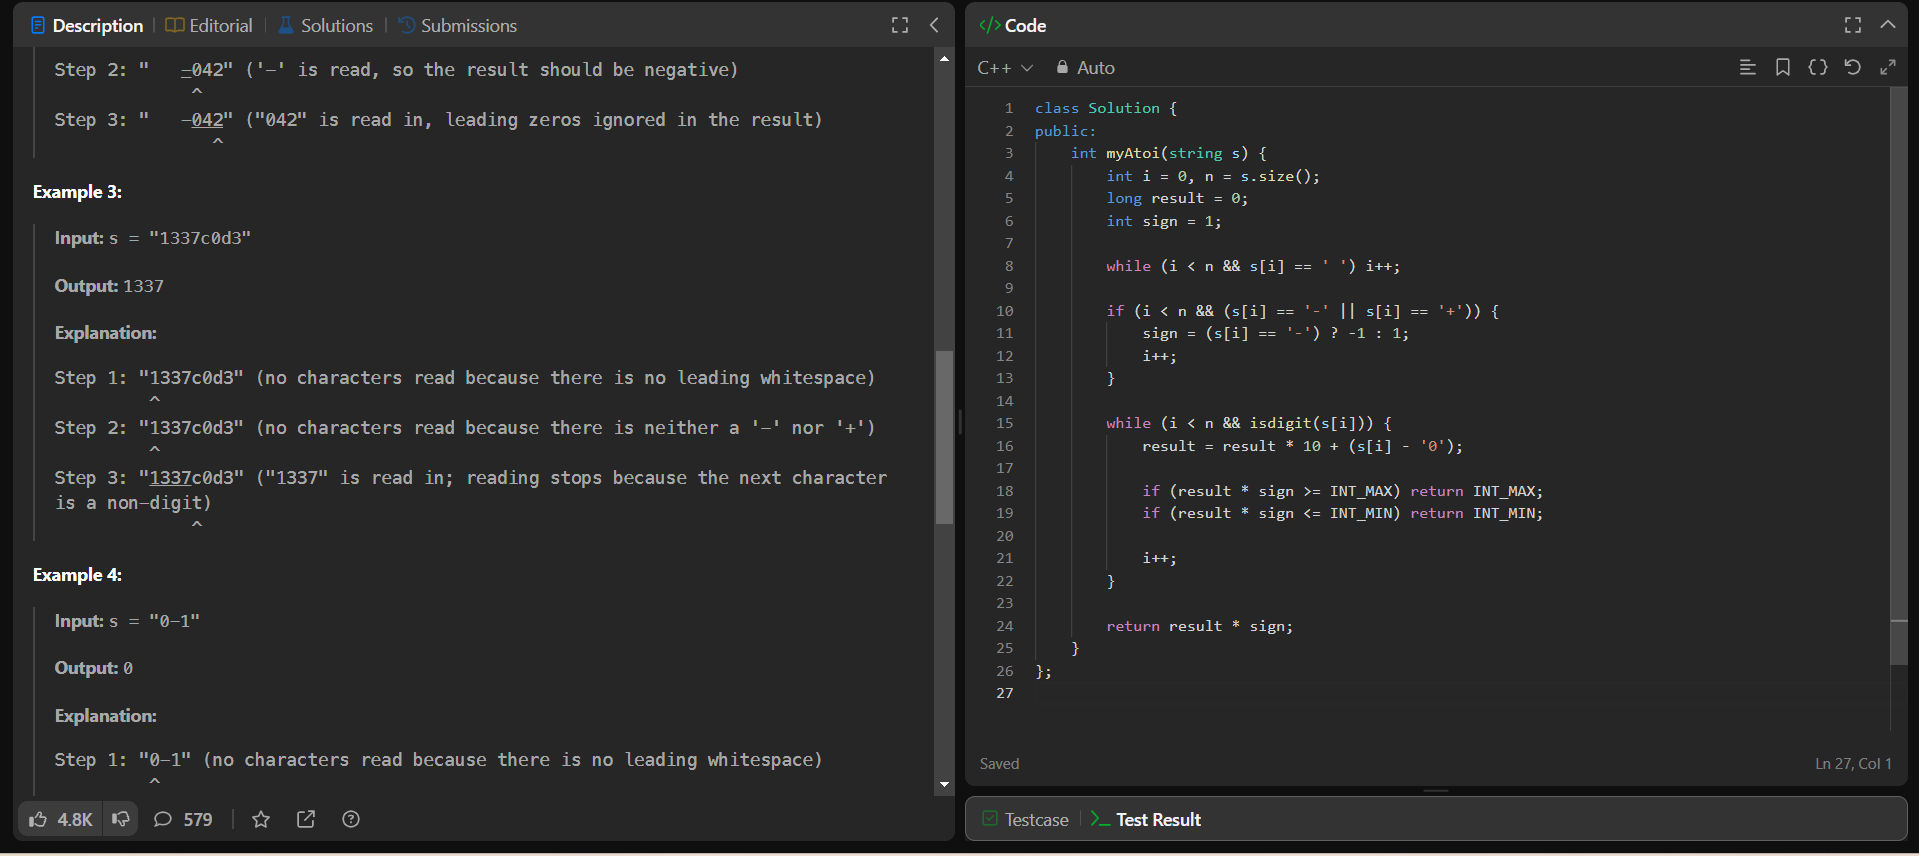 Description | Editorial | Solutions | Submissions
Step 2: "   -042" ('-' is read, so the result should be negative)
^
Step 3: "   -042" ("042" is read in, leading zeros ignored in the result)
^
Example 3:
Input: s = "1337c0d3"
Output: 1337
Explanation:
Step 1: "1337c0d3" (no characters read because there is no leading whitespace)
^
Step 2: "1337c0d3" (no characters read because there is neither a '-' nor '+')
^
Step 3: "1337c0d3" ("1337" is read in; reading stops because the next character
is a non-digit)
^
Example 4:
Input: s = "0-1"
Output: 0
Explanation:
Step 1: "0-1" (no characters read because there is no leading whitespace)
^
4.8K 579
</> Code
C++ Auto
1 class Solution {
2 public:
3     int myAtoi(string s) {
4         int i = 0, n = s.size();
5         long result = 0;
6         int sign = 1;
7
8         while (i < n && s[i] == ' ') i++;
9
10         if (i < n && (s[i] == '-' || s[i] == '+')) {
11             sign = (s[i] == '-') ? -1 : 1;
12             i++;
13         }
14
15         while (i < n && isdigit(s[i])) {
16             result = result * 10 + (s[i] - '0');
17
18             if (result * sign >= INT_MAX) return INT_MAX;
19             if (result * sign <= INT_MIN) return INT_MIN;
20
21             i++;
22         }
23
24         return result * sign;
25     }
26 };
27
Saved Ln 27, Col 1
Testcase | >_ Test Result